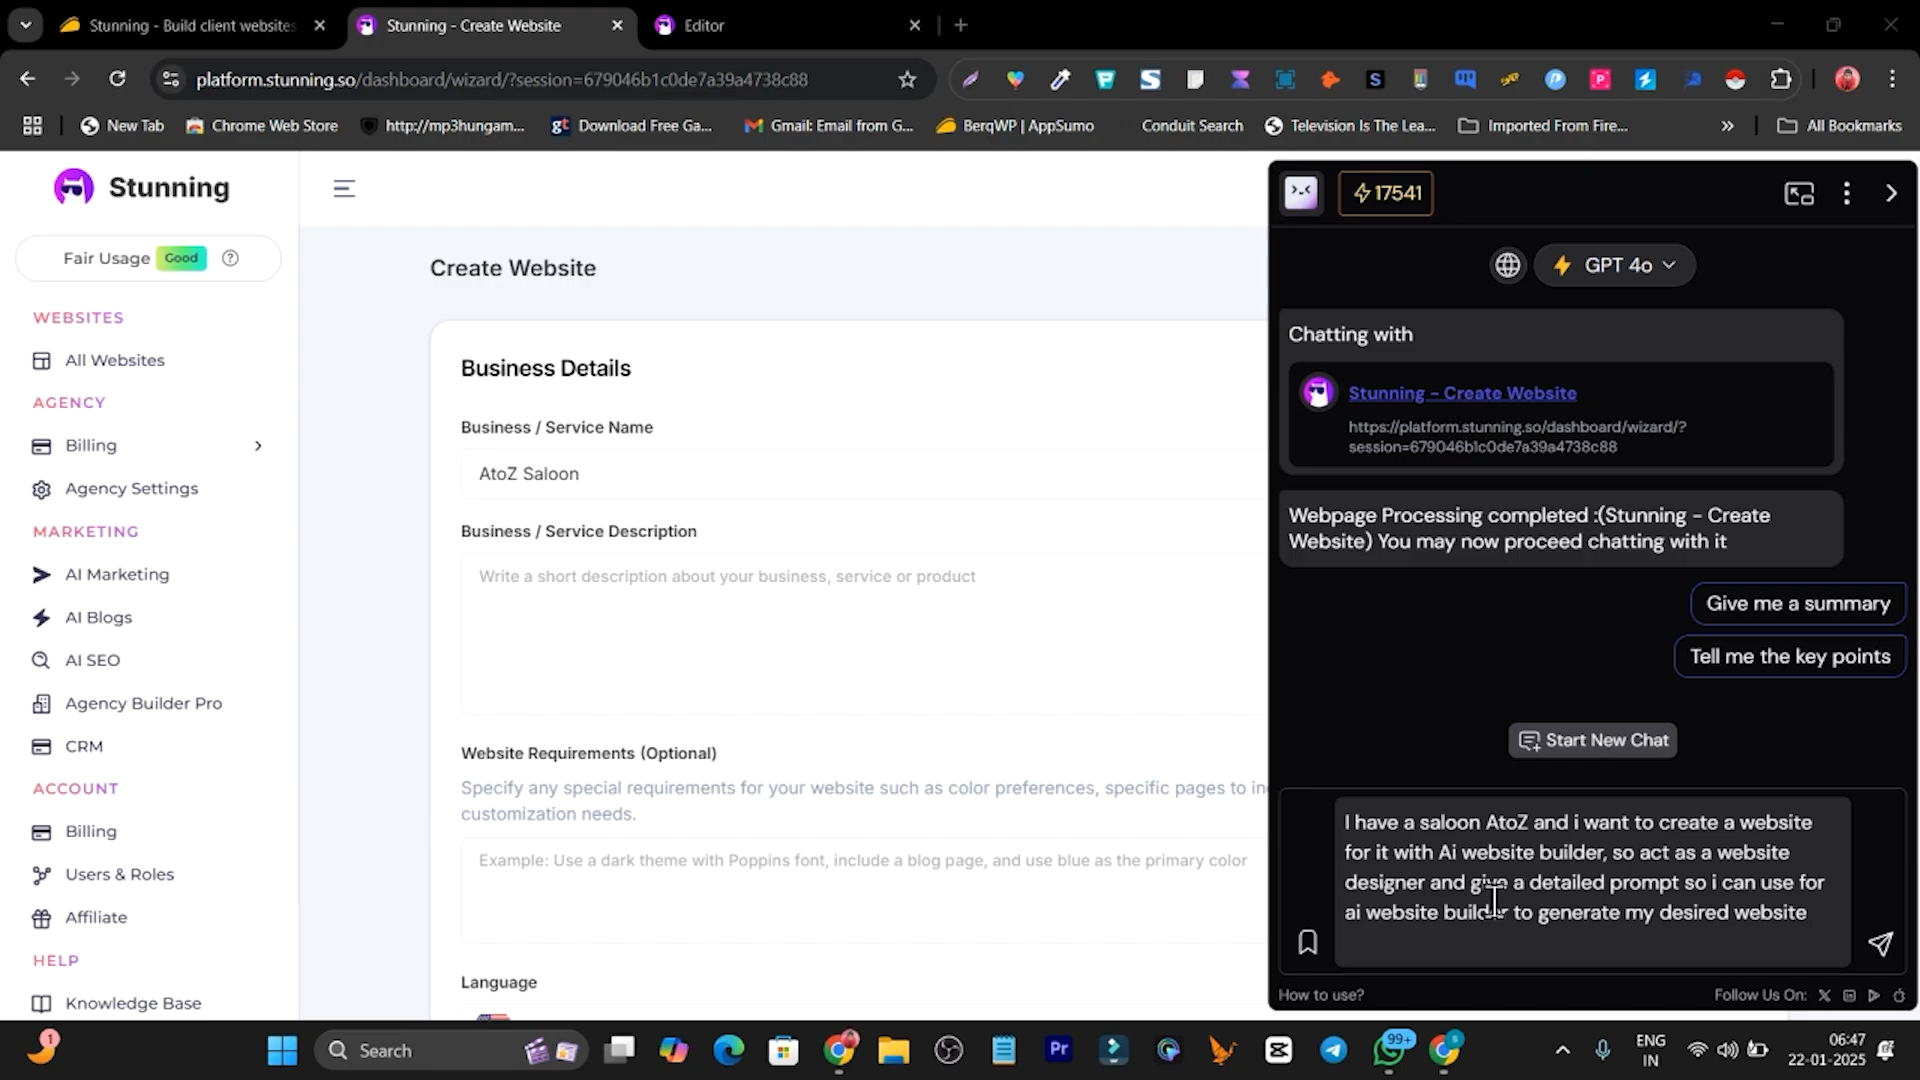 Stunning - Build client websites
Stunning - Create Website
Editor
platform.stunning.so/dashboard/wizard/?session=679046b1c0de7a39a4738c88
New Tab
Chrome Web Store
http://mp3hungam...
Download Free Ga...
Gmail: Email from G...
BerqWP | AppSumo
Conduit Search
Television Is The Lea...
Imported From Fire...
All Bookmarks
Stunning
Fair Usage Good
WEBSITES
All Websites
AGENCY
Billing
Agency Settings
MARKETING
AI Marketing
AI Blogs
AI SEO
Agency Builder Pro
CRM
ACCOUNT
Billing
Users & Roles
Affiliate
HELP
Knowledge Base
Create Website
Business Details
Business / Service Name
AtoZ Saloon
Business / Service Description
Write a short description about your business, service or product
Website Requirements (Optional)
Specify any special requirements for your website such as color preferences, specific pages to in
customization needs.
Example: Use a dark theme with Poppins font, include a blog page, and use blue as the primary color
Language
17541
GPT 4o
Chatting with
Stunning - Create Website
https://platform.stunning.so/dashboard/wizard/?
session=679046b1c0de7a39a4738c88
Webpage Processing completed :(Stunning - Create
Website) You may now proceed chatting with it
Give me a summary
Tell me the key points
Start New Chat
I have a saloon AtoZ and i want to create a website
for it with Ai website builder, so act as a website
designer and give a detailed prompt so i can use for
ai website builder to generate my desired website
How to use?
Follow Us On:
1
Search
Pr
99+
ENG
IN
06:47
22-01-2025